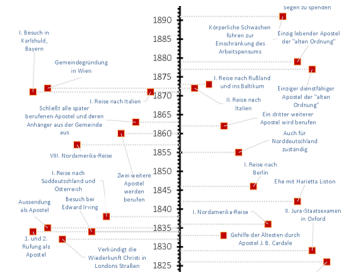 segen zu spenden
1890
I. Besuch in
Karlshuld,
Bayern
Körperliche Schwachen
führen zur
Einschränkung des
Arbeitspensums
Einzig lebender Apostel
der "alten Ordnung"
1885
1880
Gemeindegründung
in Wien
1875
I. Reise nach Rußland
und ins Baltikum
Einziger dienstfähiger
Apostel der "alten
Ordnung"
I. Reise nach Italien
1870
II. Reise nach
Italien
Schließt alle später
berufenen Apostel und deren
Anhänger aus der Gemeinde
aus
1865
Ein dritter weiterer
Apostel wird berufen
1860
Auch für
Norddeutschland
zuständig
VIII. Nordamerika-Reise
1855
1850
I. Reise nach
Berlin
I. Reise nach
Süddeutschland und
Österreich
Zwei weitere
Apostel
werden
berufen
1845
Ehe mit Harietta Liston
Besuch bei
Edward Irving
Aussendung
als Apostel
1840
I. Nordamerika-Reise
II. Jura-Staatsexamen
in Oxford
1835
1. und 2.
Rufung als
Apostel
Verkündigt die
Wiederkunft Christi in
Londons Straßen
Gehilfe der Ältesten durch
Apostel J. B. Cardale
1830
1825